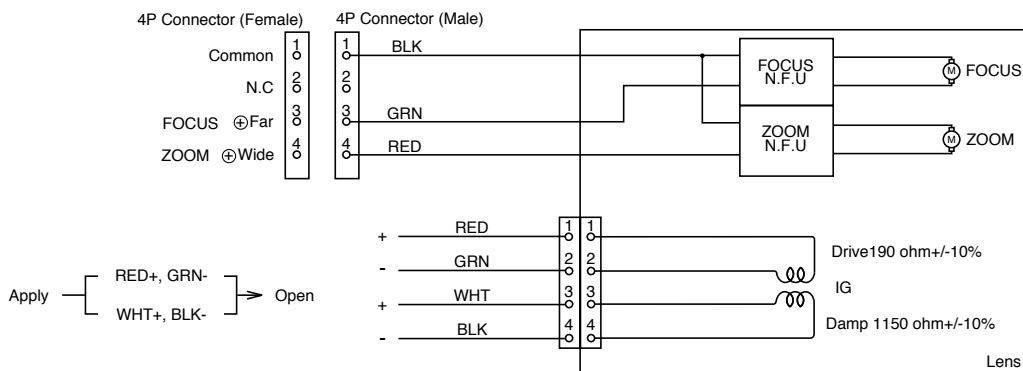 4P Connector (Female) 4P Connector (Male)
Common 1 1 BLK
N.C 2 2
FOCUS ⊕Far 3 3 GRN
ZOOM ⊕Wide 4 4 RED
FOCUS
N.F.U
M FOCUS
ZOOM
N.F.U
M ZOOM
+ RED 1 1
Drive190 ohm+/-10%
- GRN 2 2
IG
+ WHT 3 3
Damp 1150 ohm+/-10%
- BLK 4 4
RED+, GRN-
Apply Open
WHT+, BLK-
Lens